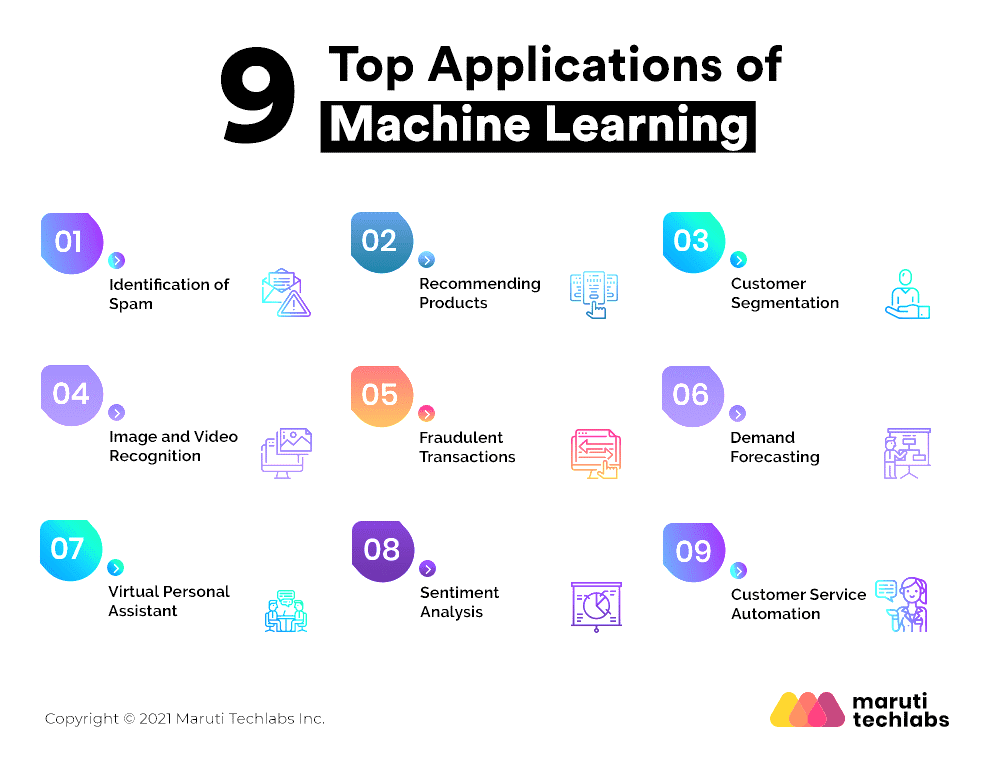 9
Top Applications of
Machine Learning
01
Identification of
Spam
02
Recommending
Products
03
Customer
Segmentation
04
Image and Video
Recognition
05
Fraudulent
Transactions
06
Demand
Forecasting
07
Virtual Personal
Assistant
08
Sentiment
Analysis
09
Customer Service
Automation
Copyright © 2021 Maruti Techlabs Inc.
maruti
techlabs